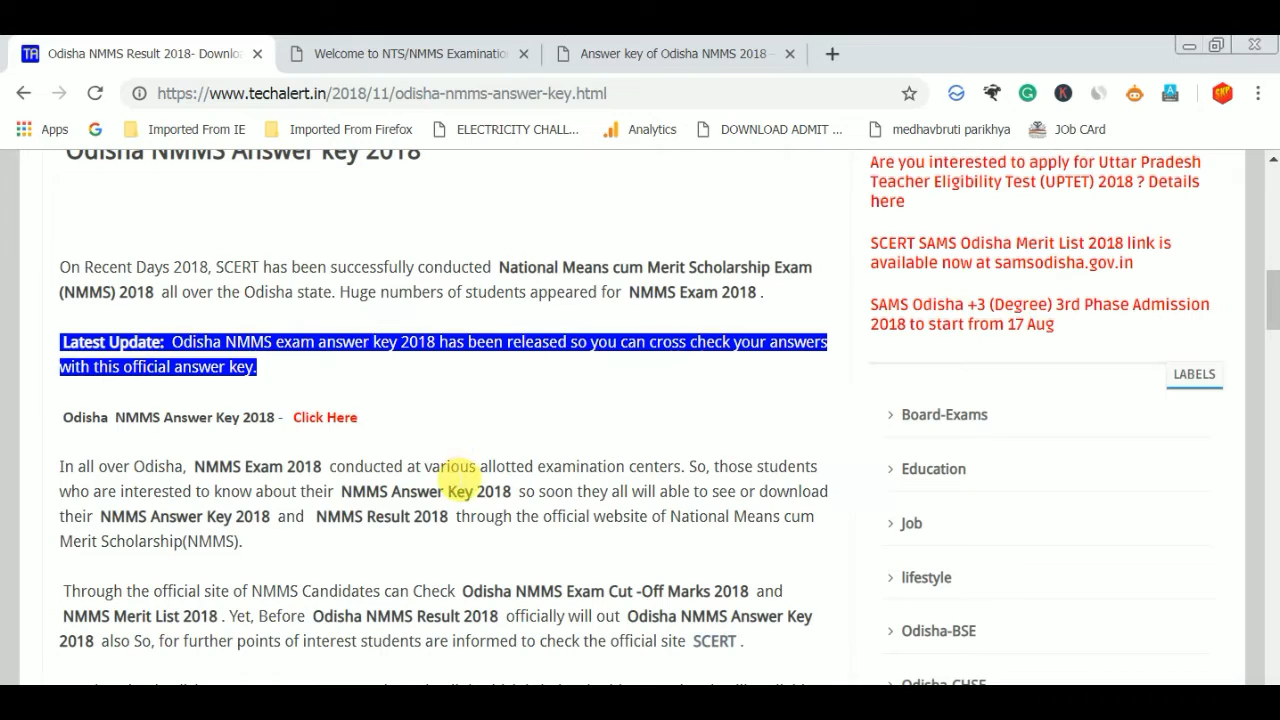 Odisha NMMS Result 2018- Downlo
Welcome to NTS/NMMS Examinatio
Answer key of Odisha NMMS 2018 –
https://www.techalert.in/2018/11/odisha-nmms-answer-key.html
Apps
Imported From IE
Imported From Firefox
ELECTRICITY CHALL...
Analytics
DOWNLOAD ADMIT ...
medhavbruti parikhya
JOb CArd
Odisha NMMS Answer key 2018
On Recent Days 2018, SCERT has been successfully conducted National Means cum Merit Scholarship Exam
(NMMS) 2018 all over the Odisha state. Huge numbers of students appeared for NMMS Exam 2018 .
Latest Update: Odisha NMMS exam answer key 2018 has been released so you can cross check your answers
with this official answer key.
Odisha NMMS Answer Key 2018 - Click Here
In all over Odisha, NMMS Exam 2018 conducted at various allotted examination centers. So, those students
who are interested to know about their NMMS Answer Key 2018 so soon they all will able to see or download
their NMMS Answer Key 2018 and NMMS Result 2018 through the official website of National Means cum
Merit Scholarship(NMMS).
Through the official site of NMMS Candidates can Check Odisha NMMS Exam Cut -Off Marks 2018 and
NMMS Merit List 2018 . Yet, Before Odisha NMMS Result 2018 officially will out Odisha NMMS Answer Key
2018 also So, for further points of interest students are informed to check the official site SCERT .
Are you interested to apply for Uttar Pradesh
Teacher Eligibility Test (UPTET) 2018 ? Details
here
SCERT SAMS Odisha Merit List 2018 link is
available now at samsodisha.gov.in
SAMS Odisha +3 (Degree) 3rd Phase Admission
2018 to start from 17 Aug
LABELS
Board-Exams
Education
Job
lifestyle
Odisha-BSE
Odisha-CHSE